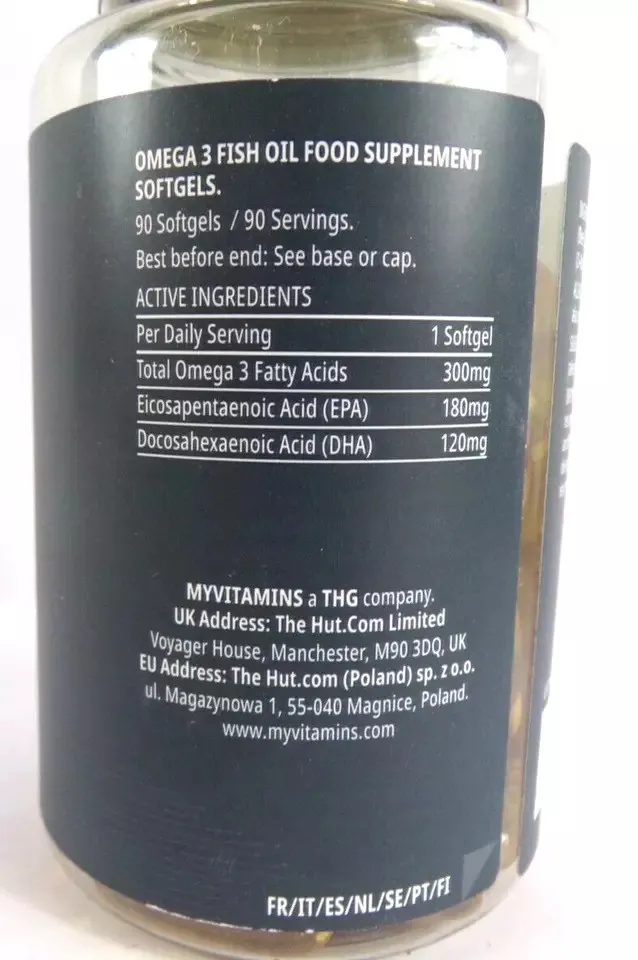 OMEGA 3 FISH OIL FOOD SUPPLEMENT
SOFTGELS.
90 Softgels / 90 Servings.
Best before end: See base or cap.
ACTIVE INGREDIENTS
Per Daily Serving 1 Softgel
Total Omega 3 Fatty Acids 300mg
Eicosapentaenoic Acid (EPA) 180mg
Docosahexaenoic Acid (DHA) 120mg
MYVITAMINS a THG company.
UK Address: The Hut.Com Limited
Voyager House, Manchester, M90 3DQ, UK
EU Address: The Hut.com (Poland) sp. z o.o.
ul. Magazynowa 1, 55-040 Magnice, Poland.
www.myvitamins.com
FR/IT/ES/NL/SE/PT/FI